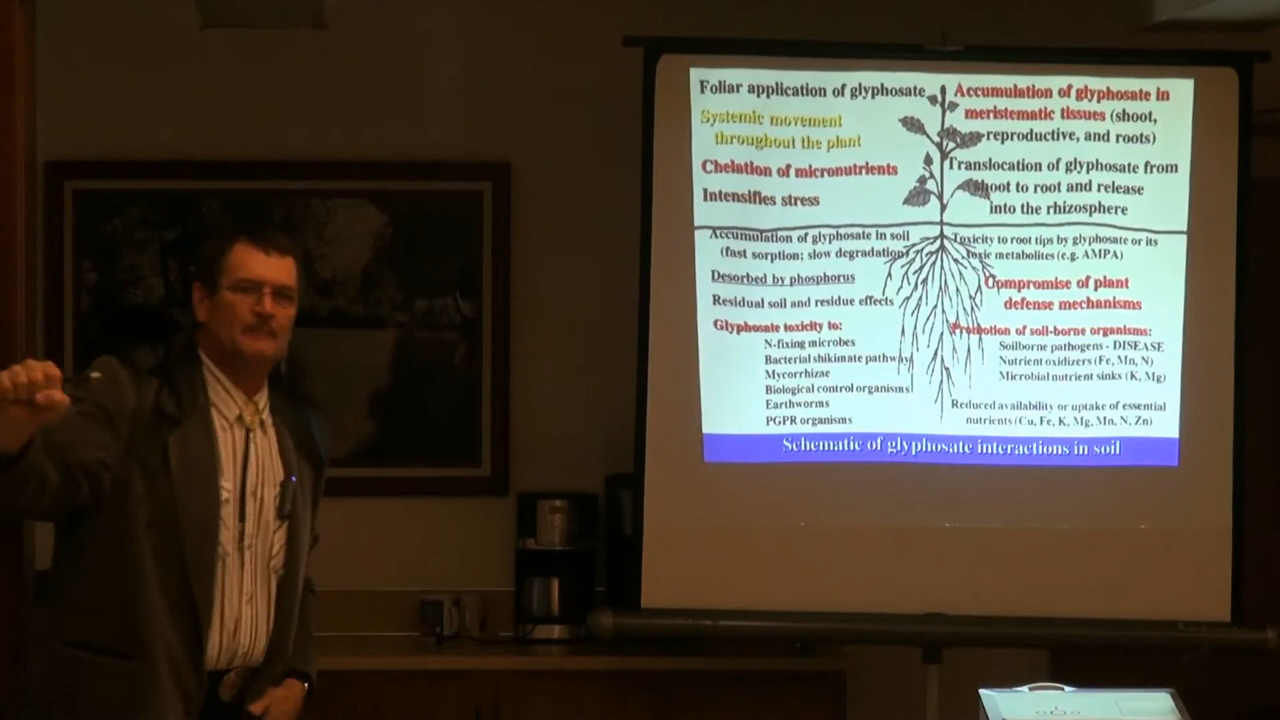 Foliar application of glyphosate
Systemic movement
throughout the plant
Chelation of micronutrients
Intensifies stress
Accumulation of glyphosate in
meristematic tissues (shoot,
reproductive, and roots)
Translocation of glyphosate from
shoot to root and release
into the rhizosphere
Accumulation of glyphosate in soil
(fast sorption; slow degradation)
Desorbed by phosphorus
Residual soil and residue effects
Glyphosate toxicity to:
N-fixing microbes
Bacterial shikimate pathway
Mycorrhizae
Biological control organisms
Earthworms
PGPR organisms
Toxicity to root tips by glyphosate or its
toxic metabolites (e.g. AMPA)
Compromise of plant
defense mechanisms
Promotion of soil-borne organisms:
Soilborne pathogens - DISEASE
Nutrient oxidizers (Fe, Mn, N)
Microbial nutrient sinks (K, Mg)
Reduced availability or uptake of essential
nutrients (Cu, Fe, K, Mg, Mn, N, Zn)
Schematic of glyphosate interactions in soil